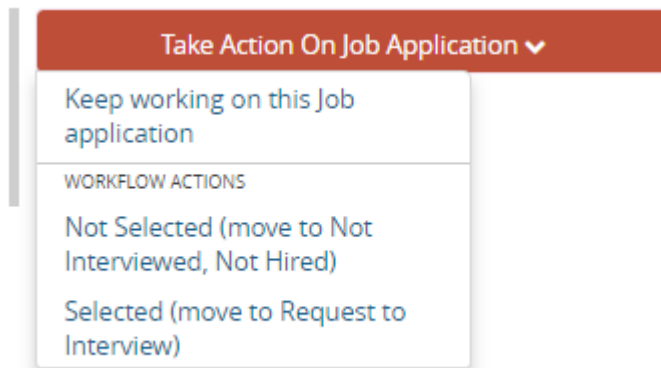 Take Action On Job Application
Keep working on this Job
application
WORKFLOW ACTIONS
Not Selected (move to Not
Interviewed, Not Hired)
Selected (move to Request to
Interview)